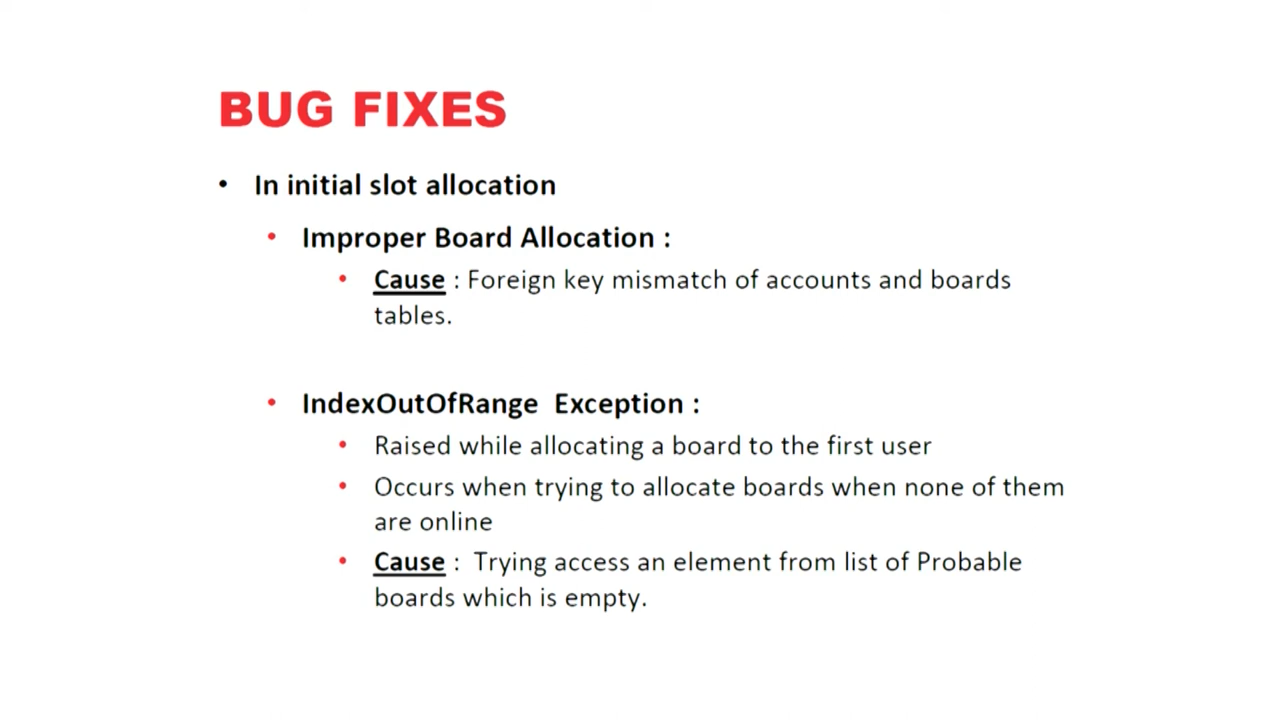 BUG FIXES
• In initial slot allocation
• Improper Board Allocation :
• Cause : Foreign key mismatch of accounts and boards
tables.
• IndexOutOfRange Exception :
• Raised while allocating a board to the first user
• Occurs when trying to allocate boards when none of them
are online
• Cause : Trying access an element from list of Probable
boards which is empty.